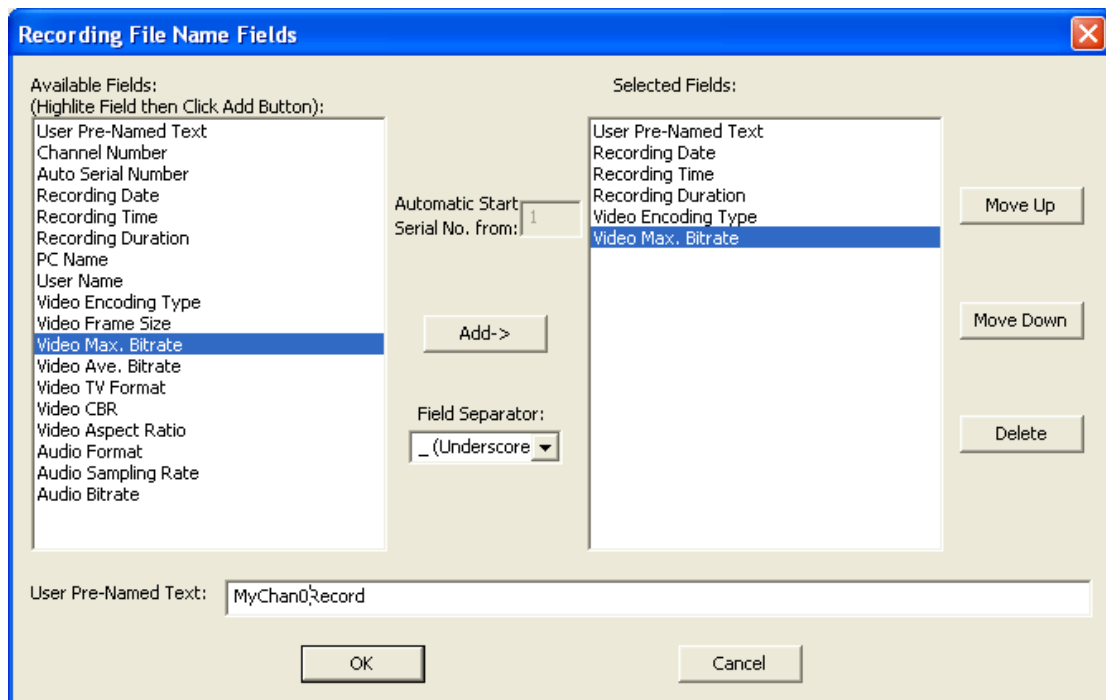 Recording File Name Fields
Available Fields:
(Highlite Field then Click Add Button):
User Pre-Named Text
Channel Number
Auto Serial Number
Recording Date
Recording Time
Recording Duration
PC Name
User Name
Video Encoding Type
Video Frame Size
Video Max. Bitrate
Video Ave. Bitrate
Video TV Format
Video CBR
Video Aspect Ratio
Audio Format
Audio Sampling Rate
Audio Bitrate
Automatic Start
Serial No. from:
1
Add->
Field Separator:
_ (Underscore
Selected Fields:
User Pre-Named Text
Recording Date
Recording Time
Recording Duration
Video Encoding Type
Video Max. Bitrate
Move Up
Move Down
Delete
User Pre-Named Text:
MyChan0Record
OK
Cancel